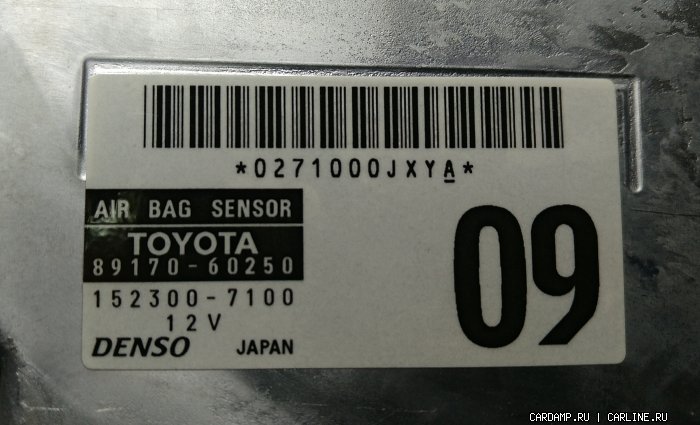 *0271000JXYA*
AIR BAG SENSOR
TOYOTA
89170-60250
152300-7100
12V
DENSO JAPAN
09
CARDAMP.RU | CARLINE.RU